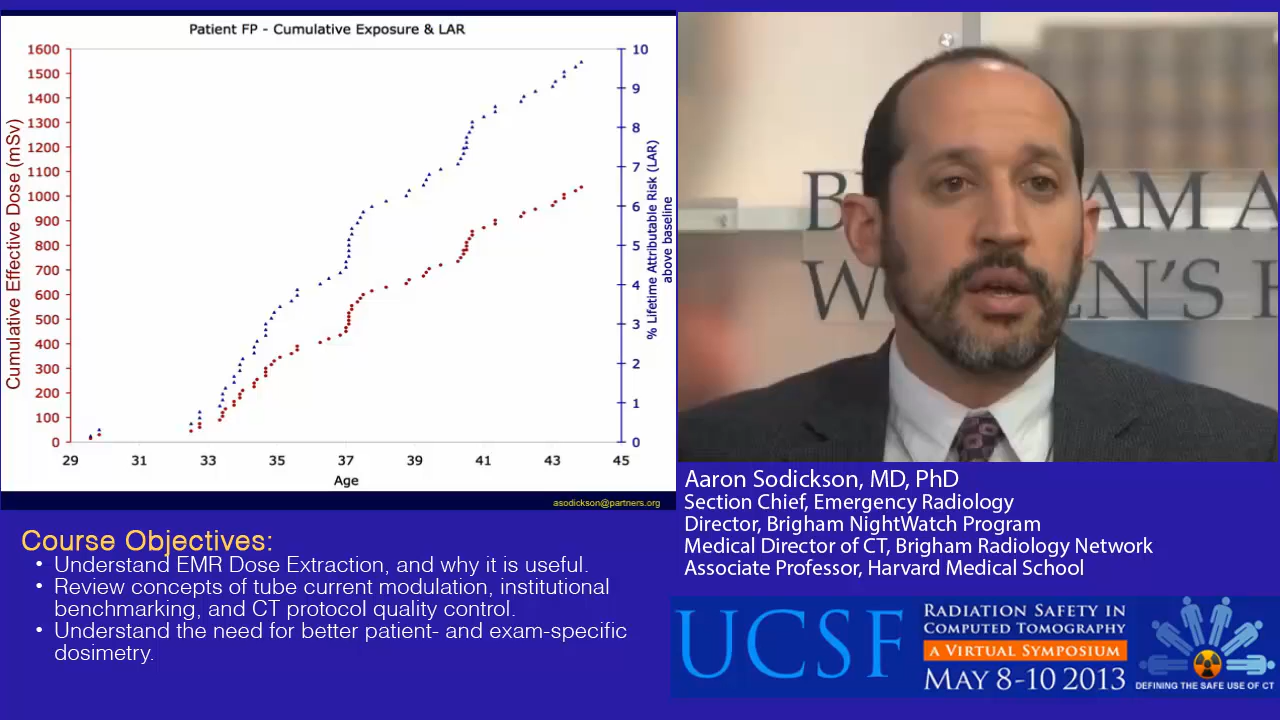 Patient FP - Cumulative Exposure & LAR
Cumulative Effective Dose (mSv)
1600
1500
1400
1300
1200
1100
1000
900
800
700
600
500
400
300
200
100
0
10
9
8
7
6
5
4
3
2
1
0
% Lifetime Attributable Risk (LAR)
above baseline
29 31 33 35 37 39 41 43 45
Age
asodickson@partners.org
Course Objectives:
• Understand EMR Dose Extraction, and why it is useful.
• Review concepts of tube current modulation, institutional
benchmarking, and CT protocol quality control.
• Understand the need for better patient- and exam-specific
dosimetry.
B AM A
W EN'S
Aaron Sodickson, MD, PhD
Section Chief, Emergency Radiology
Director, Brigham NightWatch Program
Medical Director of CT, Brigham Radiology Network
Associate Professor, Harvard Medical School
UCSF
RADIATION SAFETY IN
COMPUTED TOMOGRAPHY
A VIRTUAL SYMPOSIUM
MAY 8-10 2013
DEFINING THE SAFE USE OF CT